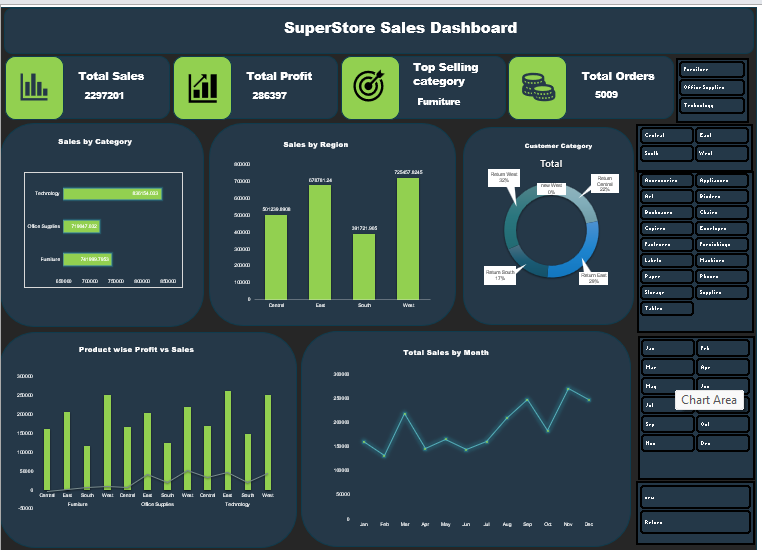 SuperStore Sales Dashboard
Total Sales
2297201
Total Profit
286397
Top Selling
category
Furniture
Total Orders
5009
Furniture
Office Supplies
Technology
Central
East
South
West
Sales by Category
Technology
Office Supplies
Furniture
650000 700000 750000 800000 850000
Sales by Region
800000
700000
600000
500000
400000
300000
200000
100000
0
501239.8908
678781.24
391721.905
725457.8245
Central East South West
Customer Category
Total
Return West
32%
new West
0%
Return
Central
22%
Return South
17%
Return East
29%
Accessories
Appliances
Art
Binders
Bookcases
Chairs
Copiers
Envelopes
Fasteners
Furnishings
Labels
Machines
Paper
Phones
Storage
Supplies
Tables
Product wise Profit vs Sales
300000
250000
200000
150000
100000
50000
0
-50000
Central East South West Central East South West Central East South West
Furniture Office Supplies Technology
Total Sales by Month
350000
300000
250000
200000
150000
100000
50000
0
Jan Feb Mar Apr May Jun Jul Aug Sep Oct Nov Dec
Jan
Feb
Mar
Apr
May
Jun
Jul
Chart Area
Sep
Oct
Nov
Dec
new
Return